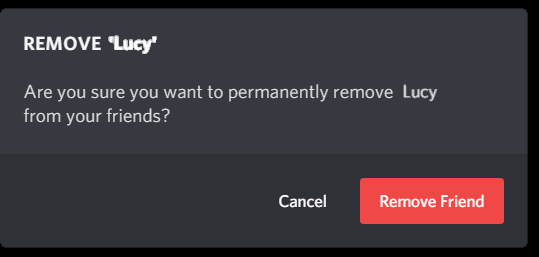 REMOVE 'Lucy'
Are you sure you want to permanently remove Lucy
from your friends?
Cancel
Remove Friend